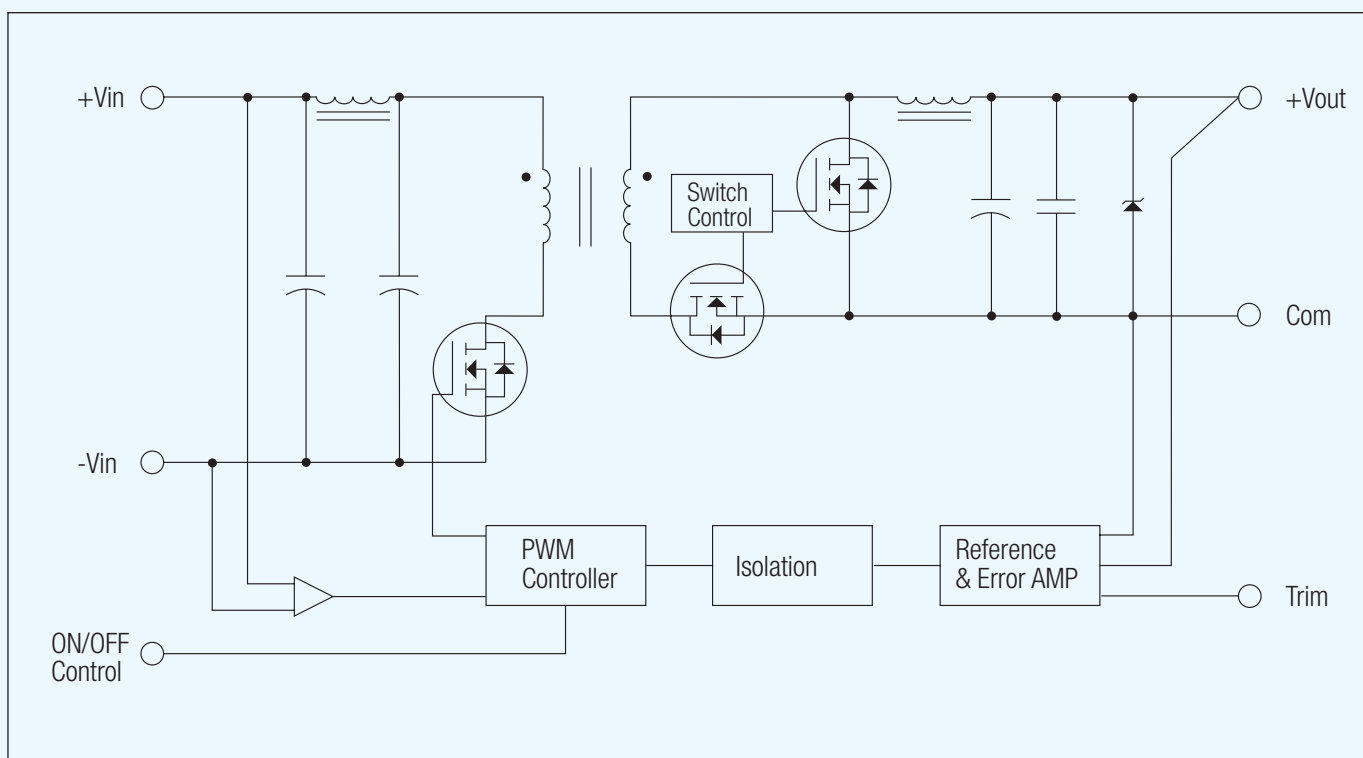 +Vin
+Vout
Switch
Control
Com
-Vin
PWM
Controller
Isolation
Reference
& Error AMP
Trim
ON/OFF
Control